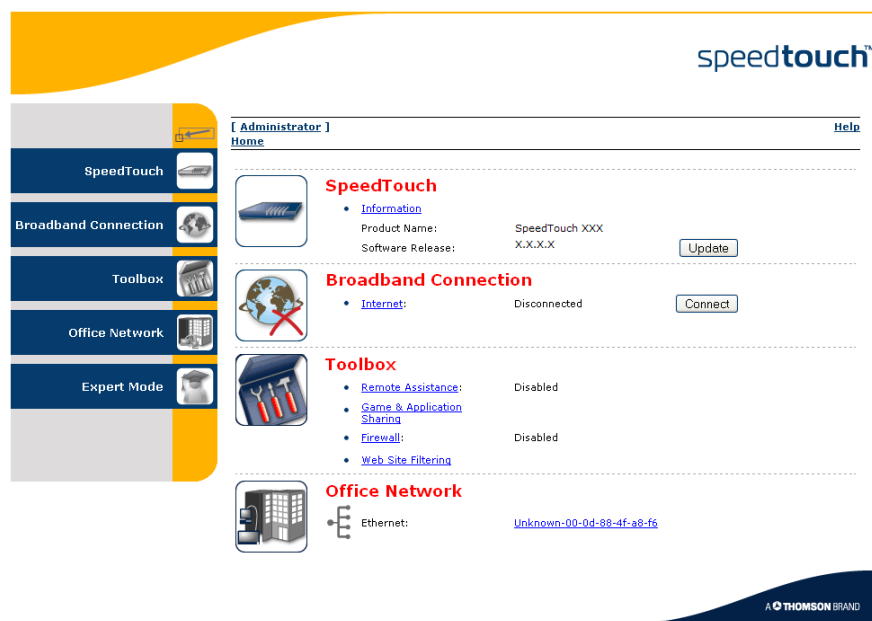 speedtouch™
[ Administrator ]
Help
Home
SpeedTouch
Broadband Connection
Toolbox
Office Network
Expert Mode
SpeedTouch
Information
Product Name: SpeedTouch XXX
Software Release: X.X.X.X Update
Broadband Connection
Internet: Disconnected Connect
Toolbox
Remote Assistance: Disabled
Game & Application
Sharing
Firewall: Disabled
Web Site Filtering
Office Network
Ethernet: Unknown-00-0d-88-4f-a8-f6
A THOMSON BRAND